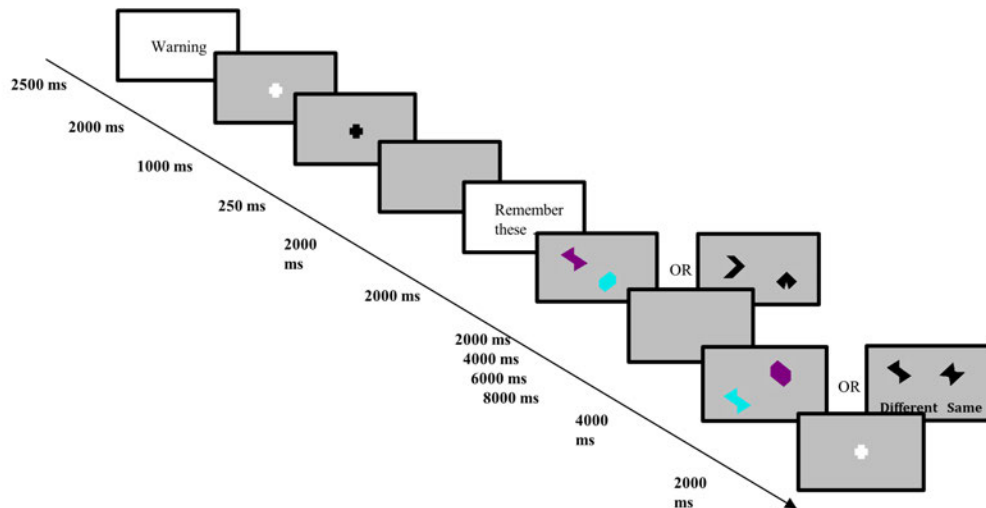 Warning
2500 ms
2000 ms
1000 ms
250 ms
Remember
these ..
2000
ms
OR
2000 ms
2000 ms
4000 ms
6000 ms
8000 ms
OR
Different Same
4000
ms
2000
ms